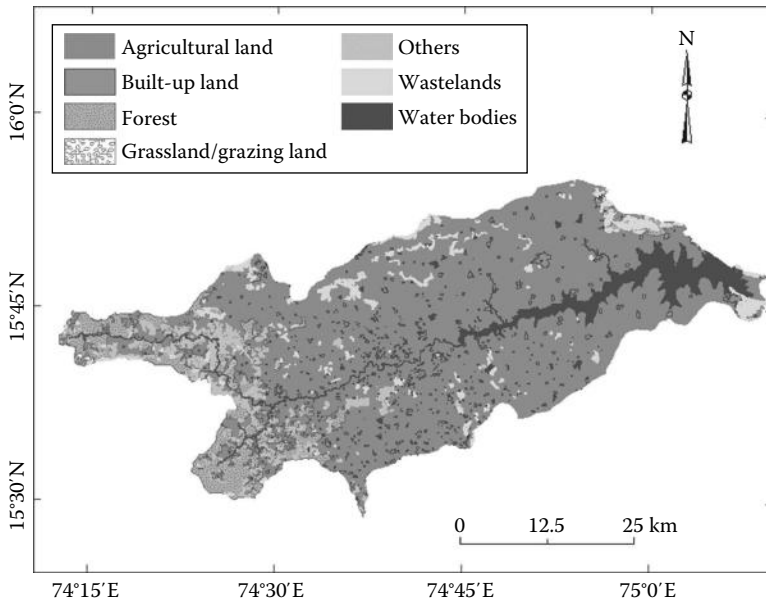 Agricultural land
Built-up land
Forest
Grassland/grazing land
Others
Wastelands
Water bodies
N
16°0′N
15°45′N
15°30′N
0 12.5 25 km
74°15′E 74°30′E 74°45′E 75°0′E